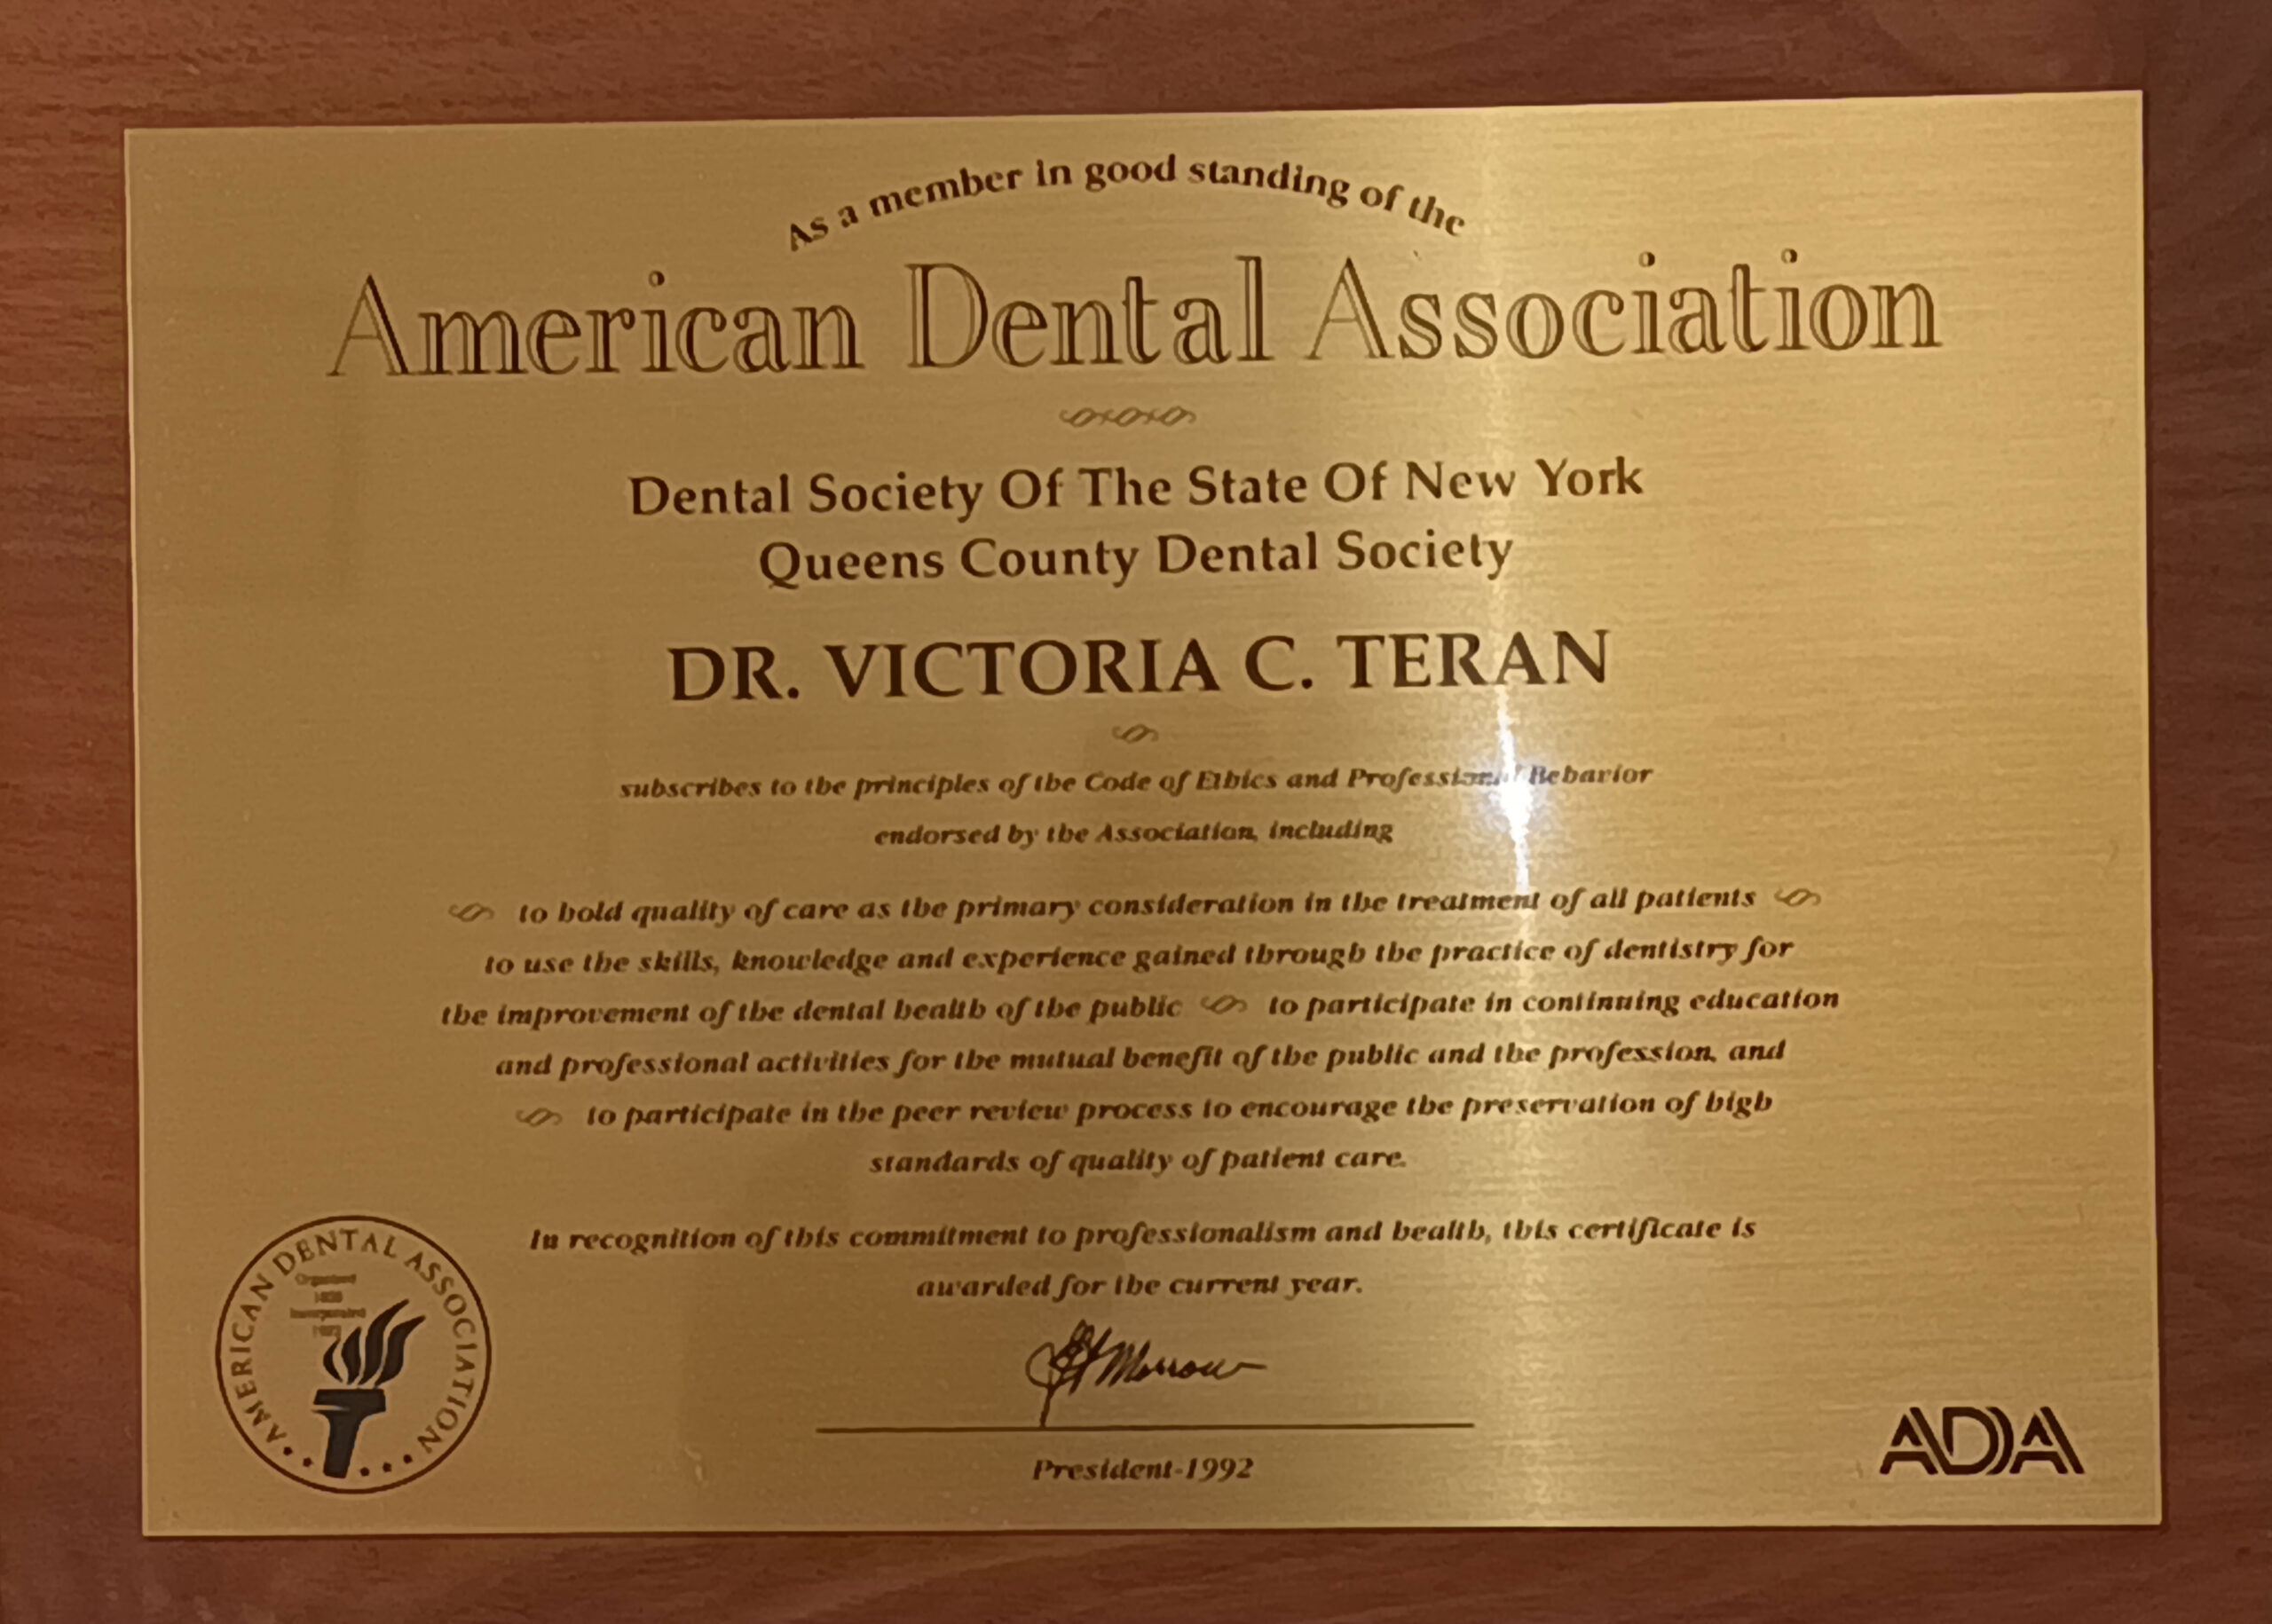 As a member in good standing of the
American Dental Association
Dental Society Of The State Of New York
Queens County Dental Society
DR. VICTORIA C. TERAN
subscribes to the principles of the Code of Ethics and Professional Behavior
endorsed by the Association, including
to hold quality of care as the primary consideration in the treatment of all patients
to use the skills, knowledge and experience gained through the practice of dentistry for
the improvement of the dental health of the public to participate in continuing education
and professional activities for the mutual benefit of the public and the profession, and
to participate in the peer review process to encourage the preservation of high
standards of quality of patient care.
In recognition of this commitment to professionalism and health, this certificate is
awarded for the current year.
President-1992
AMERICAN DENTAL ASSOCIATION
Organized
Incorporated
ADA